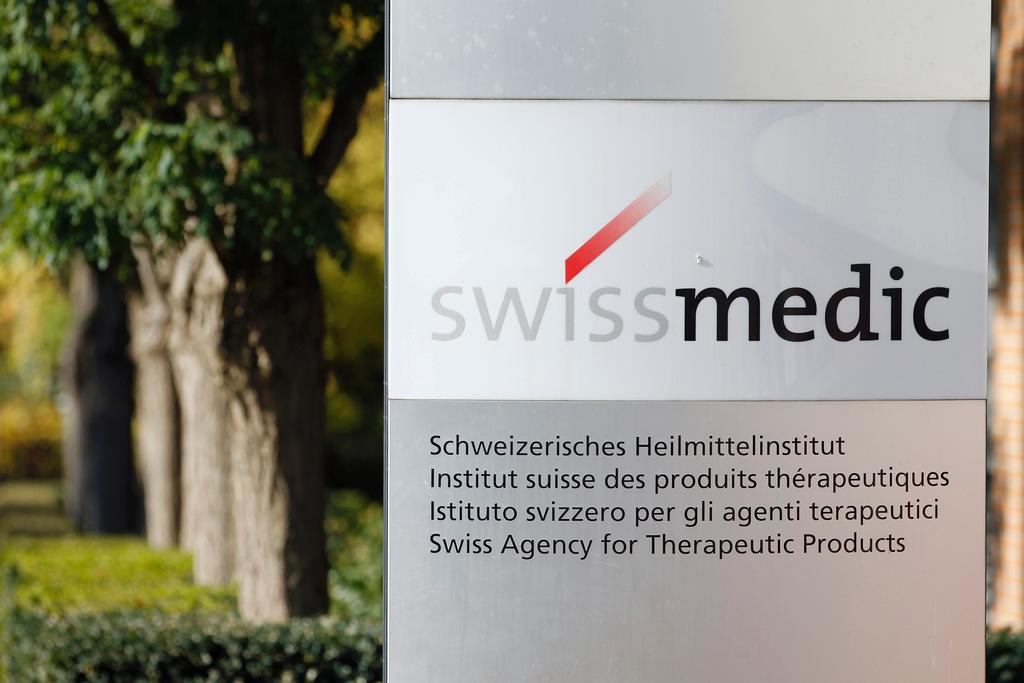 swissmedic
Schweizerisches Heilmittelinstitut
Institut suisse des produits thérapeutiques
Istituto svizzero per gli agenti terapeutici
Swiss Agency for Therapeutic Products